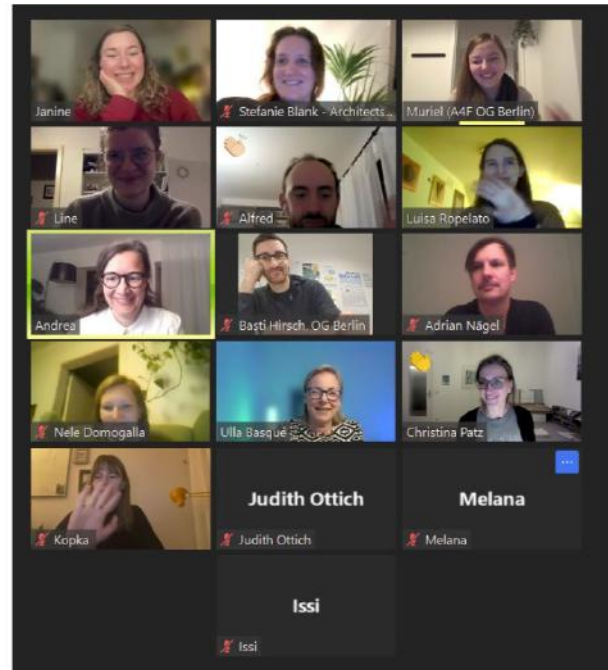 Janine
Stefanie Blank - Architects...
Muriel (A4F OG Berlin)
Line
Alfred
Luisa Ropelato
Andrea
Basti Hirsch, OG Berlin
Adrian Nägel
Nele Domogalla
Ulla Basqué
Christina Patz
Kopka
Judith Ottich
Judith Ottich
Melana
Melana
Issi
Issi